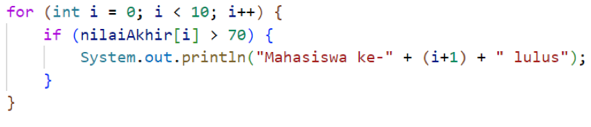 for (int i = 0; i < 10; i++) {
    if (nilaiAkhir[i] > 70) {
        System.out.println("Mahasiswa ke-" + (i+1) + " lulus");
    }
}